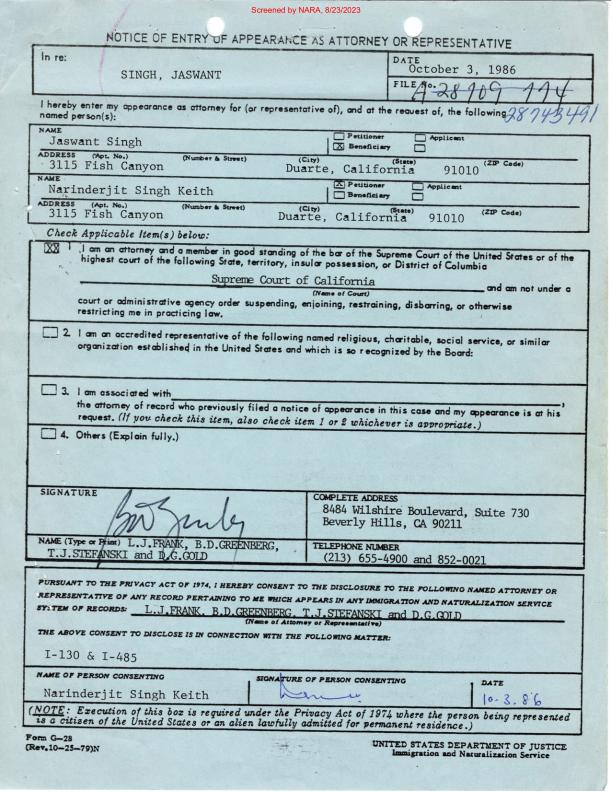 Screened by NARA, 8/23/2023
NOTICE OF ENTRY OF APPEARANCE AS ATTORNEY OR REPRESENTATIVE
In re:
SINGH, JASWANT
DATE
October 3, 1986
FILE No.
A 28 709 774
28743491
I hereby enter my appearance as attorney for (or representative of), and at the request of, the following
named person(s):
NAME
Jaswant Singh
Petitioner Applicant
☒ Beneficiary
ADDRESS (Apt. No.) (Number & Street) (City) (State) (ZIP Code)
3115 Fish Canyon Duarte, California 91010
NAME
Narinderjit Singh Keith
☒ Petitioner Applicant
Beneficiary
ADDRESS (Apt. No.) (Number & Street) (City) (State) (ZIP Code)
3115 Fish Canyon Duarte, California 91010
Check Applicable Item(s) below:
XX 1. I am an attorney and a member in good standing of the bar of the Supreme Court of the United States or of the
highest court of the following State, territory, insular possession, or District of Columbia
Supreme Court of California and am not under a
(Name of Court)
court or administrative agency order suspending, enjoining, restraining, disbarring, or otherwise
restricting me in practicing law.
2. I am an accredited representative of the following named religious, charitable, social service, or similar
organization established in the United States and which is so recognized by the Board:
3. I am associated with ,
the attorney of record who previously filed a notice of appearance in this case and my appearance is at his
request. (If you check this item, also check item 1 or 2 whichever is appropriate.)
4. Others (Explain fully.)
SIGNATURE
COMPLETE ADDRESS
8484 Wilshire Boulevard, Suite 730
Beverly Hills, CA 90211
NAME (Type or Print) L.J.FRANK, B.D.GREENBERG,
T.J.STEFANSKI and D.G.GOLD
TELEPHONE NUMBER
(213) 655-4900 and 852-0021
PURSUANT TO THE PRIVACY ACT OF 1974, I HEREBY CONSENT TO THE DISCLOSURE TO THE FOLLOWING NAMED ATTORNEY OR
REPRESENTATIVE OF ANY RECORD PERTAINING TO ME WHICH APPEARS IN ANY IMMIGRATION AND NATURALIZATION SERVICE
SYSTEM OF RECORDS: L.J.FRANK, B.D.GREENBERG, T.J.STEFANSKI and D.G.GOLD
(Name of Attorney or Representative)
THE ABOVE CONSENT TO DISCLOSE IS IN CONNECTION WITH THE FOLLOWING MATTER:
I-130 & I-485
NAME OF PERSON CONSENTING
Narinderjit Singh Keith
SIGNATURE OF PERSON CONSENTING
DATE
10-3.86
(NOTE: Execution of this box is required under the Privacy Act of 1974 where the person being represented
is a citizen of the United States or an alien lawfully admitted for permanent residence.)
Form G-28
(Rev.10-25-79)N
UNITED STATES DEPARTMENT OF JUSTICE
Immigration and Naturalization Service